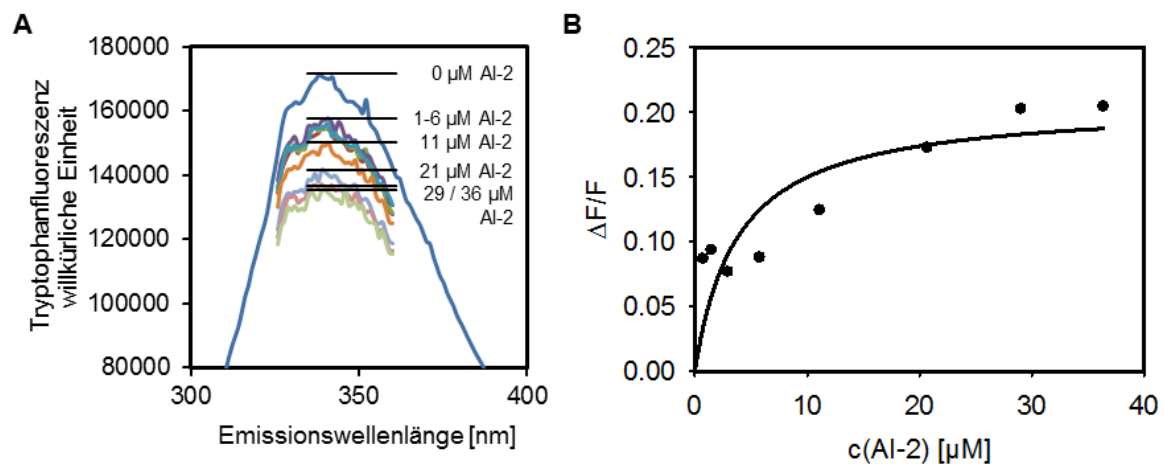 A
Tryptophanfluoreszenz
willkürliche Einheit
180000
160000
140000
120000
100000
80000
0 µM AI-2
1-6 µM AI-2
11 µM AI-2
21 µM AI-2
29 / 36 µM
AI-2
300
350
400
Emissionswellenlänge [nm]
B
ΔF/F
0.25
0.20
0.15
0.10
0.05
0.00
0
10
20
30
40
c(AI-2) [µM]